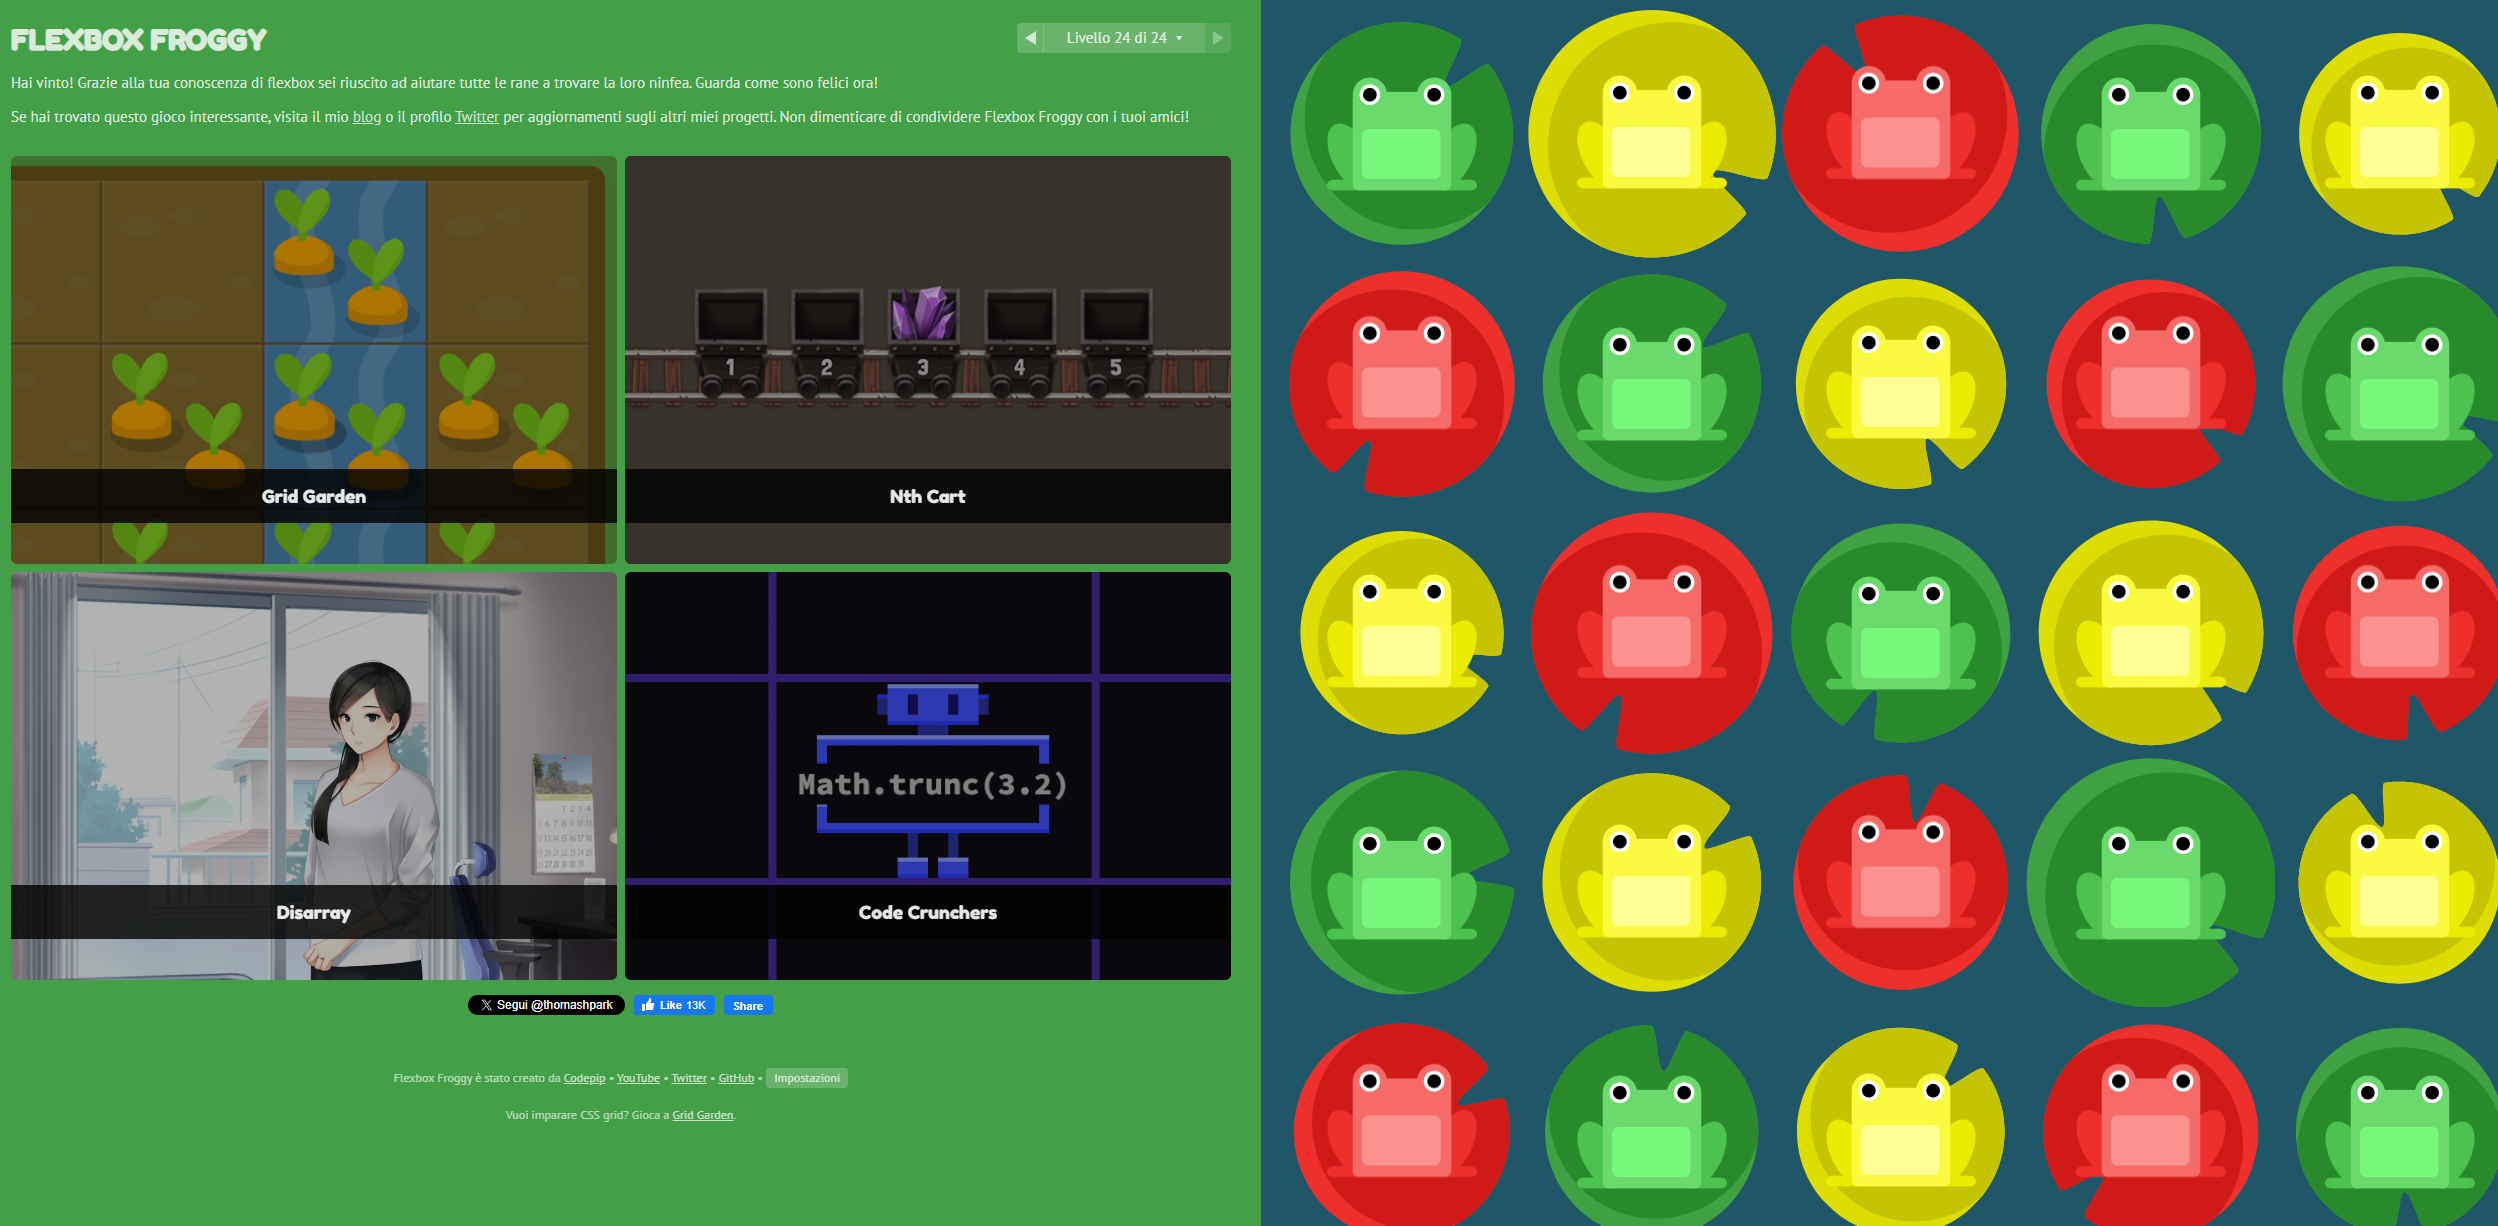 FLEXBOX FROGGY
Livello 24 di 24
Hai vinto! Grazie alla tua conoscenza di flexbox sei riuscito ad aiutare tutte le rane a trovare la loro ninfea. Guarda come sono felici ora!
Se hai trovato questo gioco interessante, visita il mio blog o il profilo Twitter per aggiornamenti sugli altri miei progetti. Non dimenticare di condividere Flexbox Froggy con i tuoi amici!
1 2 3 4 5
Grid Garden
Nth Cart
Math.trunc(3.2)
Disarray
Code Crunchers
Segui @thomashpark
Like 13K
Share
Flexbox Froggy è stato creato da Codepip • YouTube • Twitter • GitHub • Impostazioni
Vuoi imparare CSS grid? Gioca a Grid Garden.